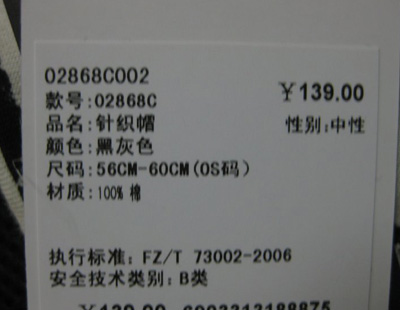 02868C002
款号:02868C
¥139.00
品名:针织帽
性别:中性
颜色:黑灰色
尺码:56CM-60CM(OS码)
材质:100% 棉
执行标准: FZ/T 73002-2006
安全技术类别: B类
¥139.00